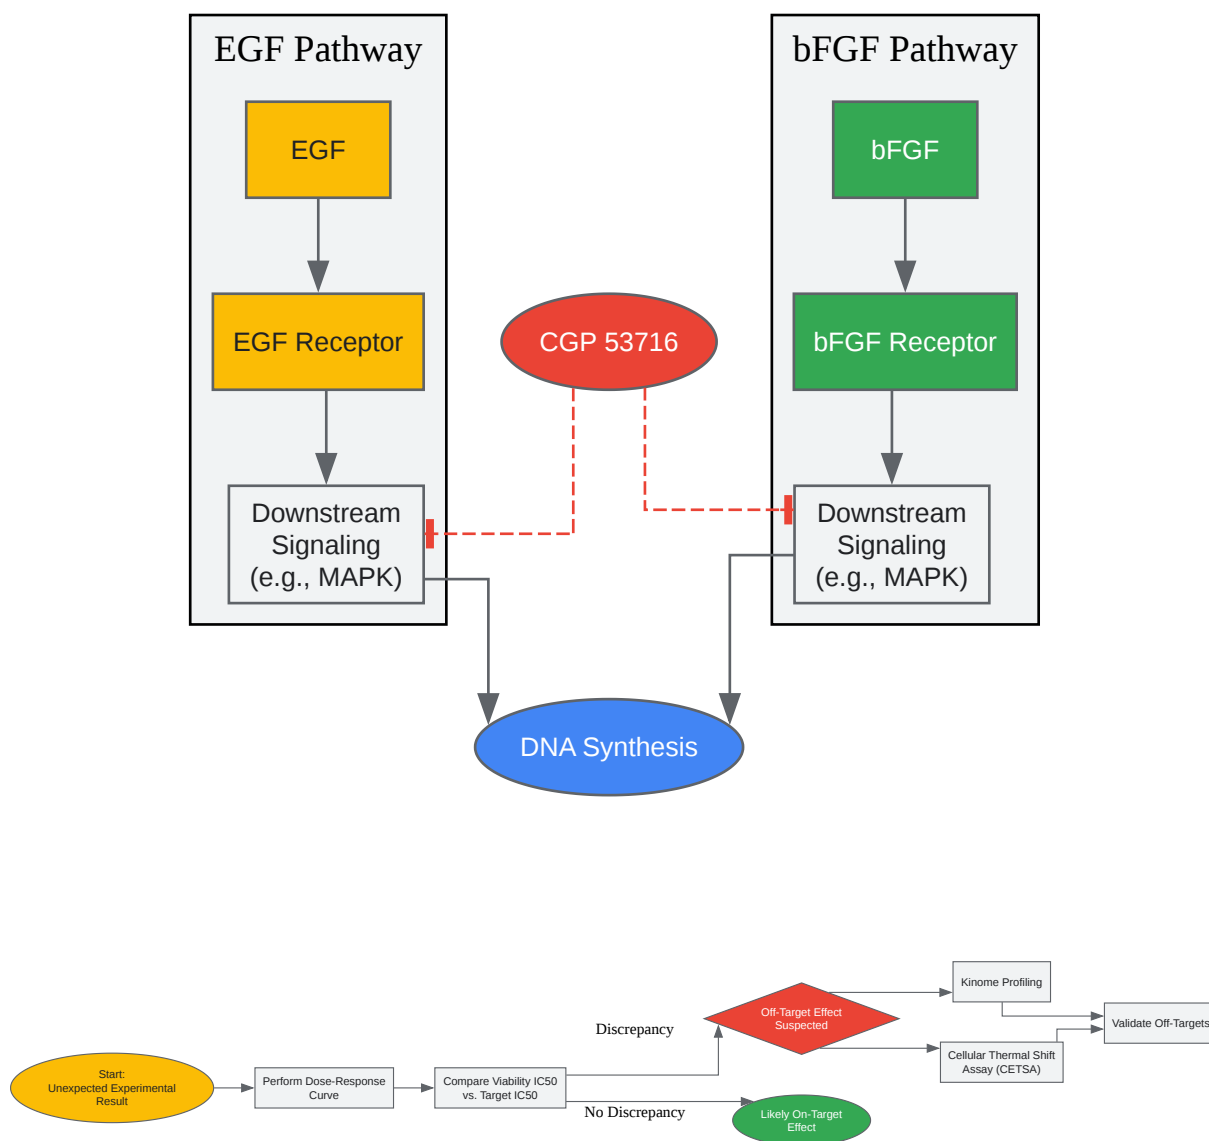 EGF Pathway
bFGF Pathway
EGF
bFGF
EGF Receptor
CGP 53716
bFGF Receptor
Downstream
Signaling
(e.g., MAPK)
Downstream
Signaling
(e.g., MAPK)
DNA Synthesis
Start:
Unexpected Experimental
Result
Perform Dose-Response
Curve
Compare Viability IC50
vs. Target IC50
Discrepancy
No Discrepancy
Off-Target Effect
Suspected
Likely On-Target
Effect
Kinome Profiling
Cellular Thermal Shift
Assay (CETSA)
Validate Off-Targets